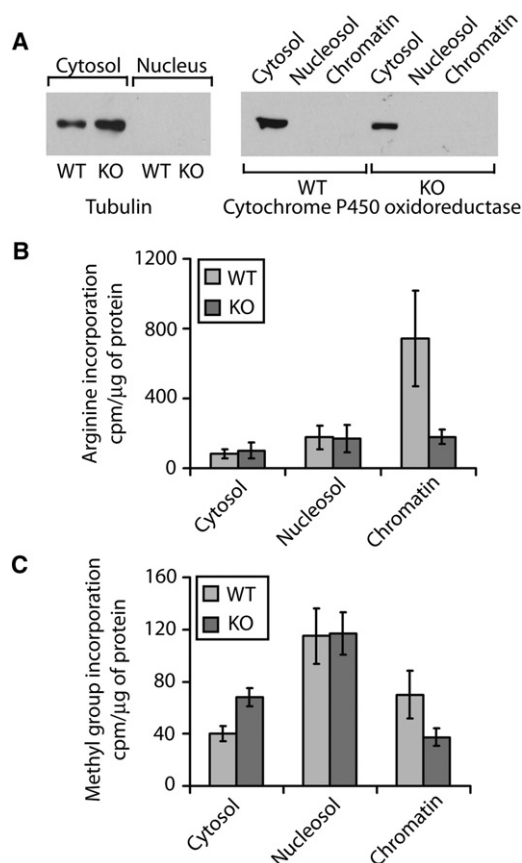 A
Cytosol Nucleus
WT KO WT KO
Tubulin
Cytosol Nucleosol Chromatin Cytosol Nucleosol Chromatin
WT KO
Cytochrome P450 oxidoreductase
B
Arginine incorporation
cpm/μg of protein
1200
800
400
0
WT
KO
Cytosol Nucleosol Chromatin
C
Methyl group incorporation
cpm/μg of protein
160
120
80
40
0
WT
KO
Cytosol Nucleosol Chromatin